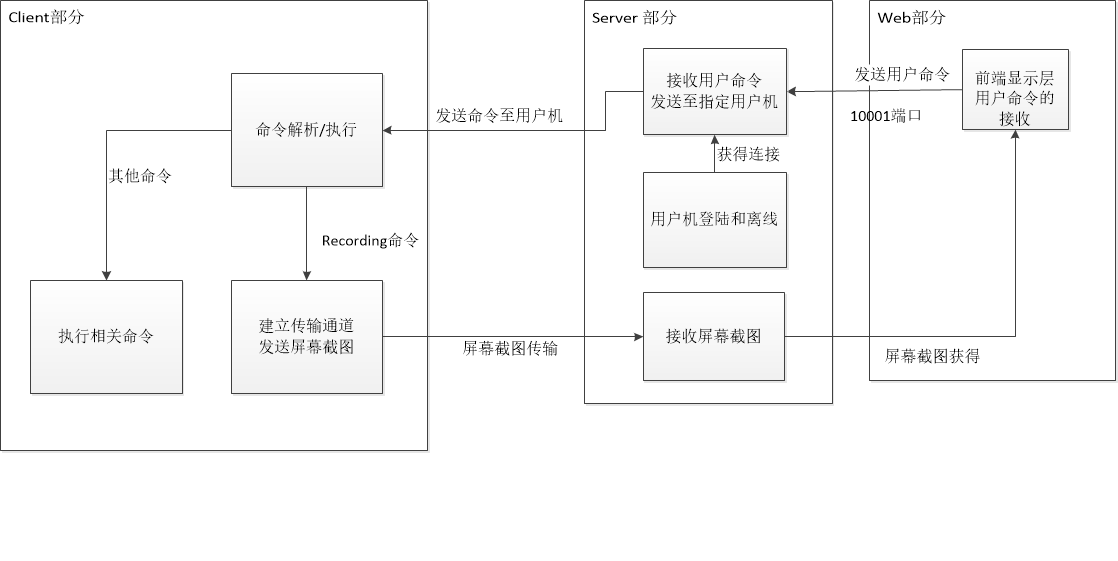 Client部分
Server 部分
Web部分
接收用户命令
发送至指定用户机
发送用户命令
10001端口
前端显示层
用户命令的
接收
命令解析/执行
发送命令至用户机
获得连接
其他命令
用户机登陆和离线
Recording命令
执行相关命令
建立传输通道
发送屏幕截图
屏幕截图传输
接收屏幕截图
屏幕截图获得